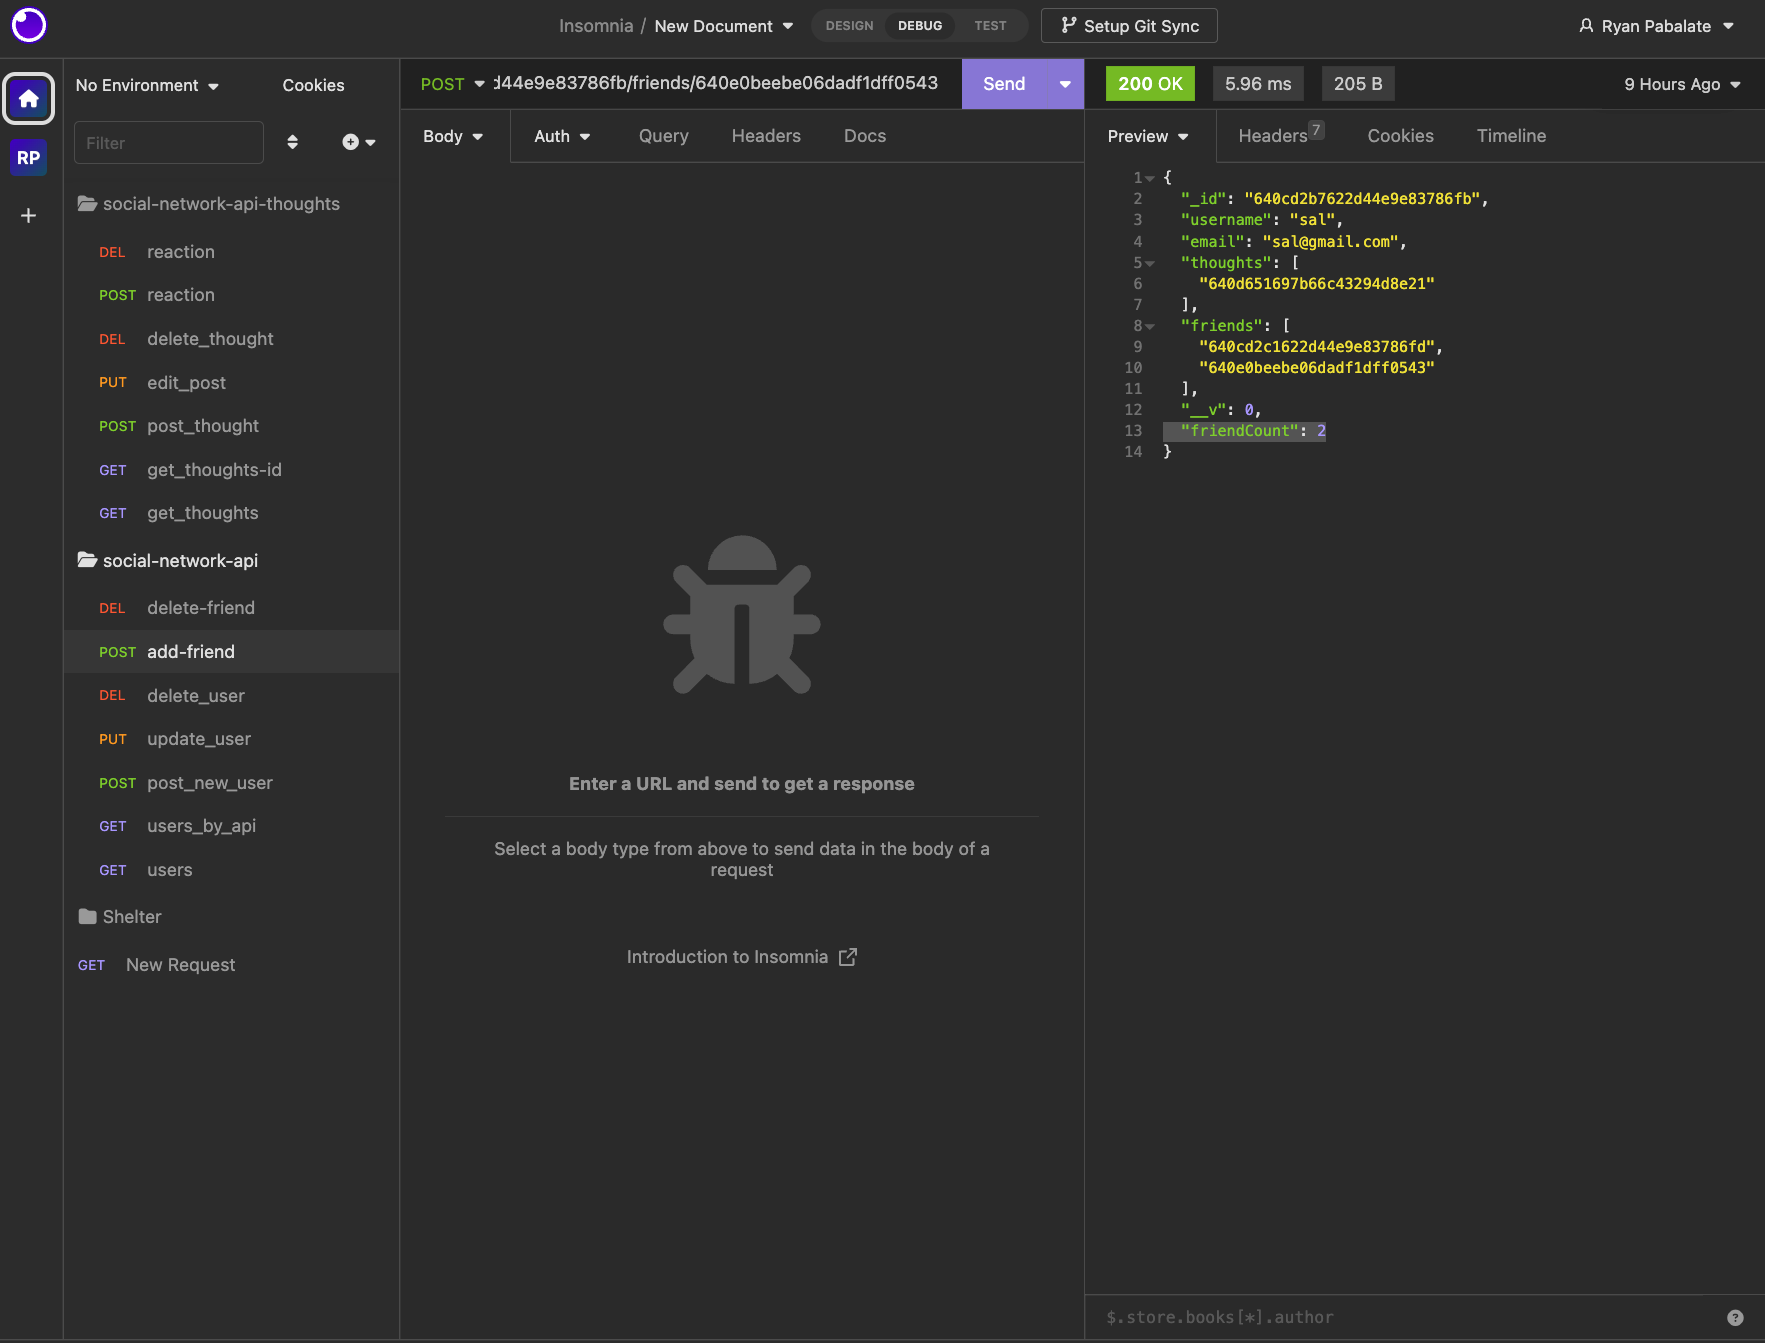 Insomnia / New Document
DESIGN DEBUG TEST
Setup Git Sync
Ryan Pabalate
RP
No Environment
Cookies
Filter
social-network-api-thoughts
DEL reaction
POST reaction
DEL delete_thought
PUT edit_post
POST post_thought
GET get_thoughts-id
GET get_thoughts
social-network-api
DEL delete-friend
POST add-friend
DEL delete_user
PUT update_user
POST post_new_user
GET users_by_api
GET users
Shelter
GET New Request
POST d44e9e83786fb/friends/640e0beebe06dadf1dff0543
Send
Body Auth Query Headers Docs
Enter a URL and send to get a response
Select a body type from above to send data in the body of a
request
Introduction to Insomnia
200 OK 5.96 ms 205 B 9 Hours Ago
Preview Headers 7 Cookies Timeline
1 {
2 "_id": "640cd2b7622d44e9e83786fb",
3 "username": "sal",
4 "email": "sal@gmail.com",
5 "thoughts": [
6 "640d651697b66c43294d8e21"
7 ],
8 "friends": [
9 "640cd2c1622d44e9e83786fd",
10 "640e0beebe06dadf1dff0543"
11 ],
12 "__v": 0,
13 "friendCount": 2
14 }
$.store.books[*].author
?